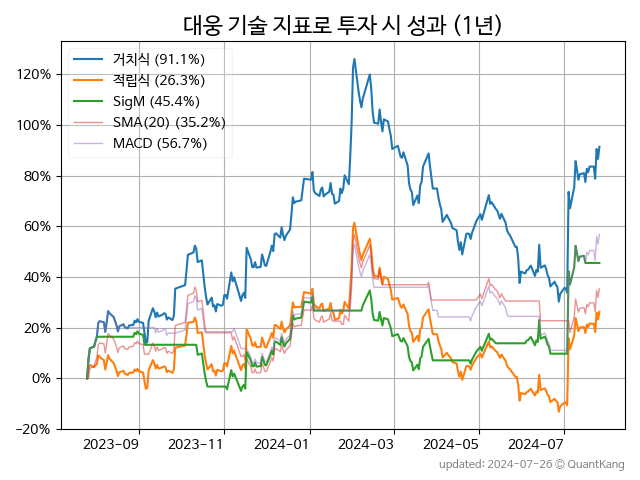 대웅 기술 지표로 투자 시 성과 (1년)
거치식 (91.1%)
적립식 (26.3%)
SigM (45.4%)
SMA(20) (35.2%)
MACD (56.7%)
120%
100%
80%
60%
40%
20%
0%
−20%
2023-09 2023-11 2024-01 2024-03 2024-05 2024-07
updated: 2024-07-26 © QuantKang